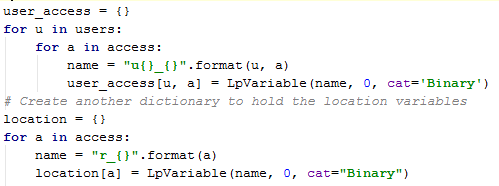 user_access = {}
for u in users:
    for a in access:
        name = "u{}_{}".format(u, a)
        user_access[u, a] = LpVariable(name, 0, cat='Binary')
# Create another dictionary to hold the location variables
location = {}
for a in access:
    name = "r_{}".format(a)
    location[a] = LpVariable(name, 0, cat="Binary")